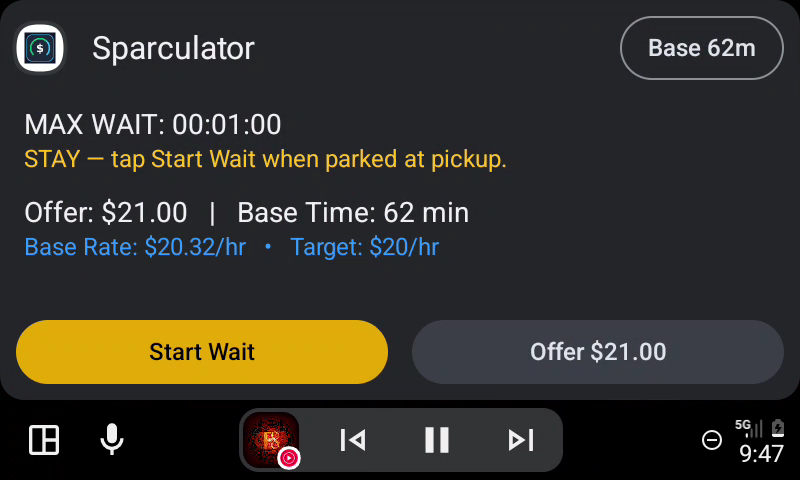 Sparculator
Base 62m
MAX WAIT: 00:01:00
STAY — tap Start Wait when parked at pickup.
Offer: $21.00 | Base Time: 62 min
Base Rate: $20.32/hr • Target: $20/hr
Start Wait
Offer $21.00
5G
9:47